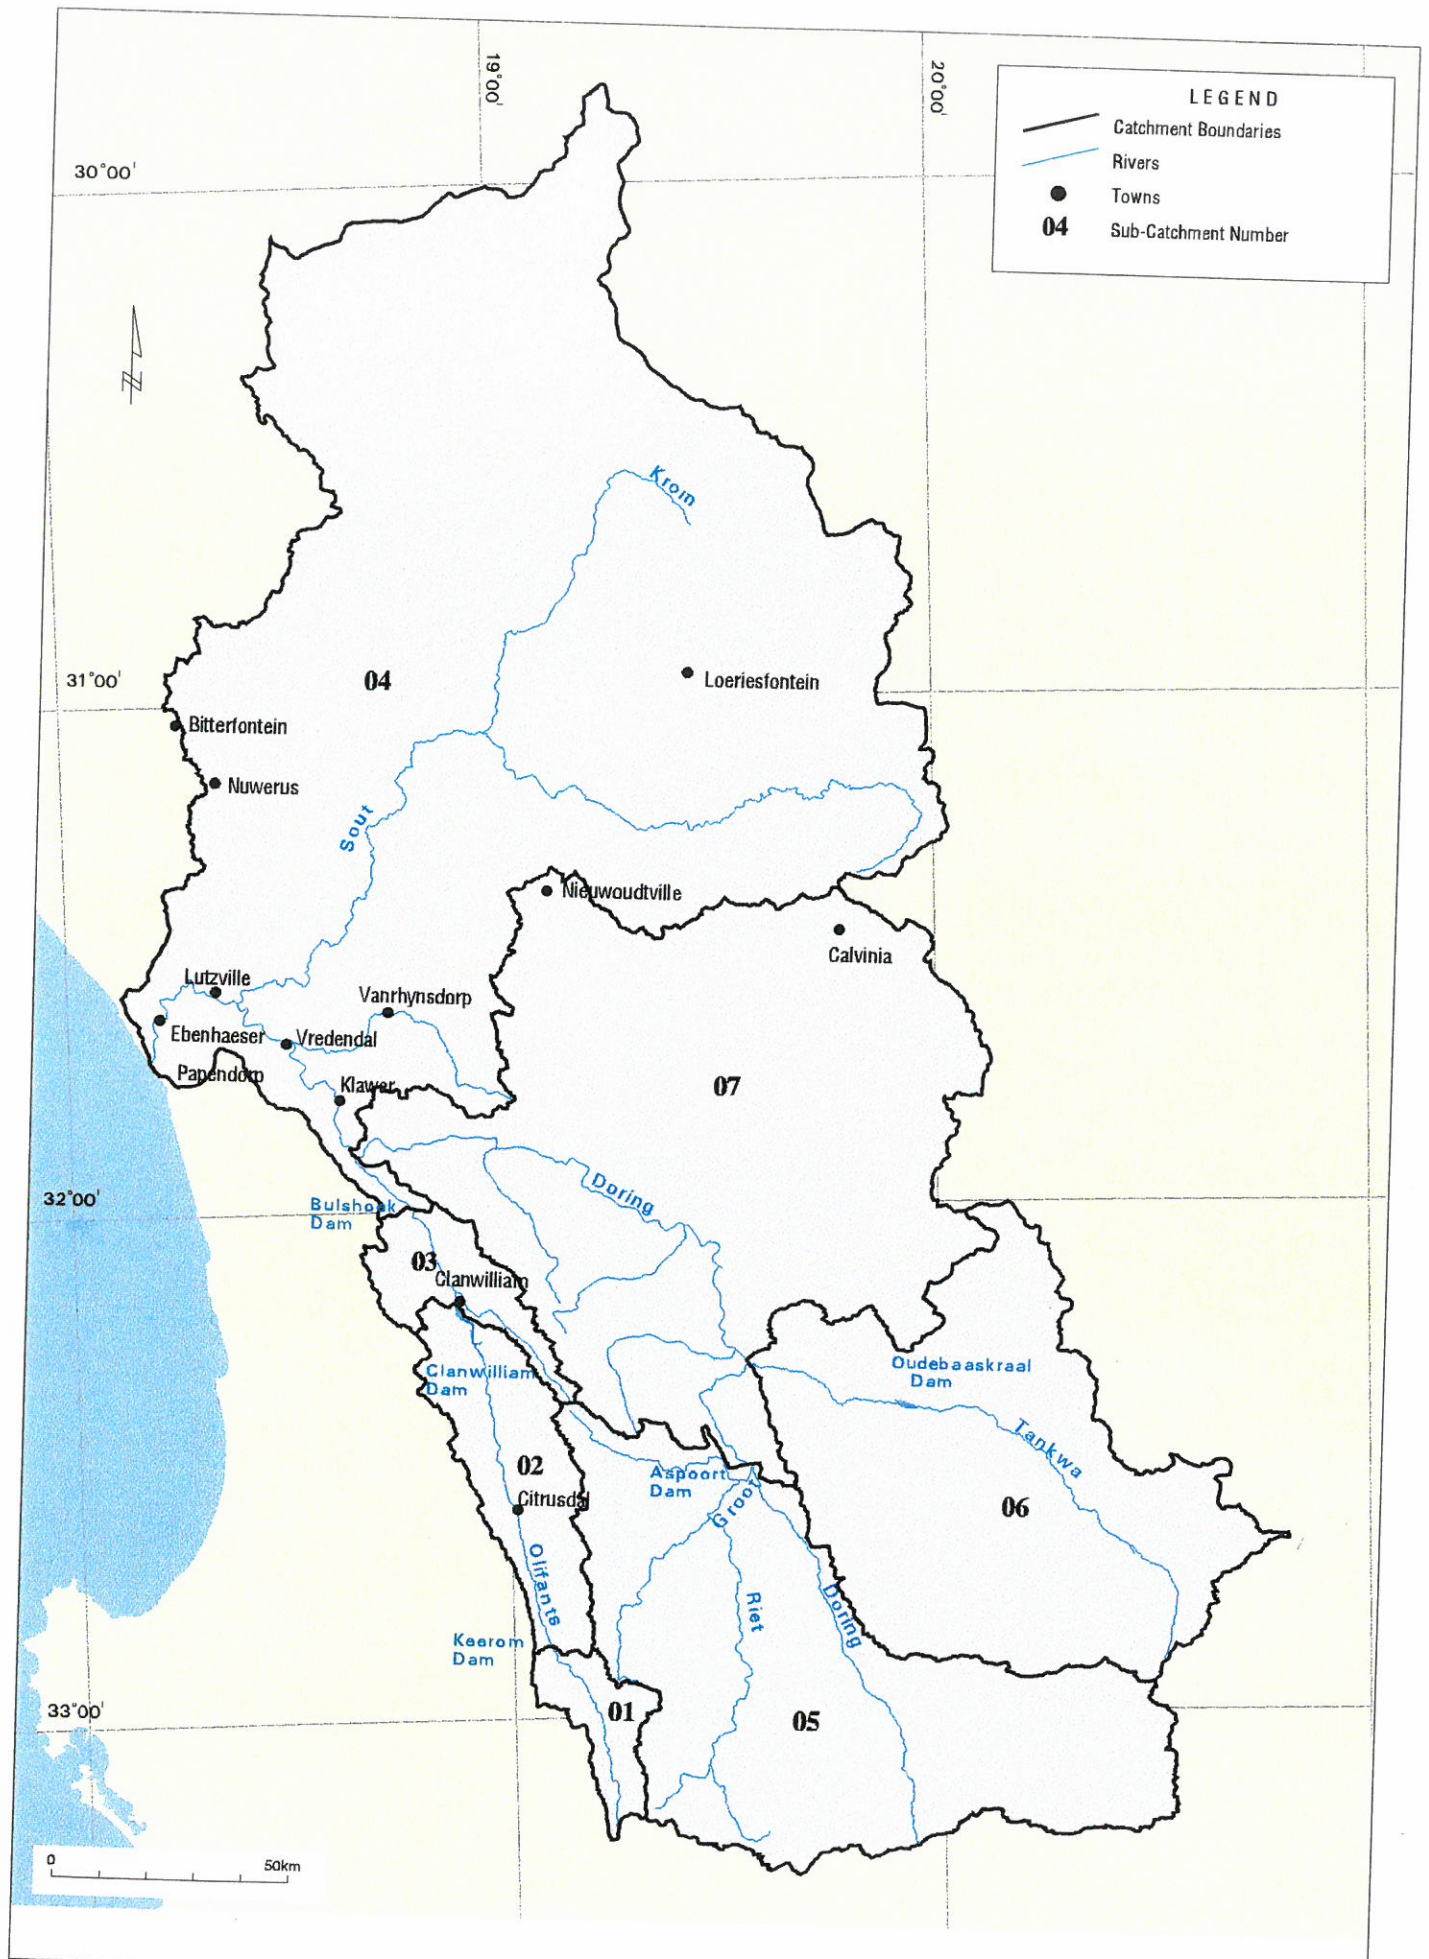 19°00'
20°00'
LEGEND
Catchment Boundaries
Rivers
Towns
04 Sub-Catchment Number
30°00'
Krom
31°00'
04
Loeriesfontein
Bitterfontein
Nuwerus
Sout
Nieuwoudtville
Calvinia
Lutzville
Vanrhynsdorp
Ebenhaeser
Vredendal
Papendorp
Klawer
07
32°00'
Doring
Bulshoek
Dam
03
Clanwilliam
Clanwilliam
Dam
Oudebaaskraal
Dam
Tankwa
02
Citrusdal
Aspoort
Dam
Groot
06
Olifants
Riet
Doring
Keerom
Dam
33°00'
01
05
0
50km
N